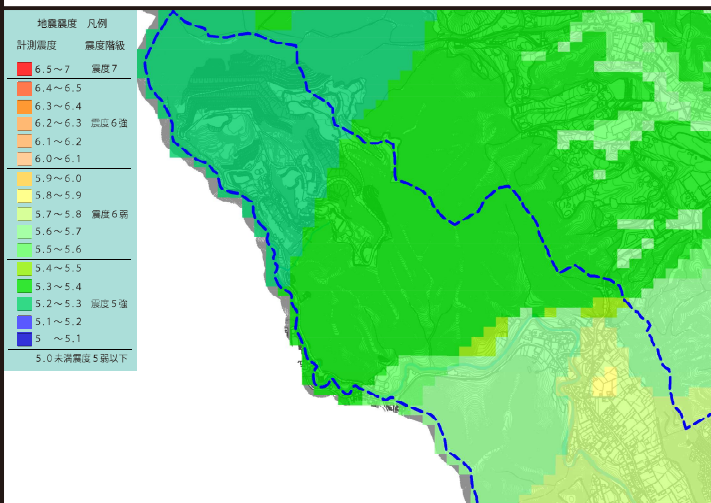 地震震度 凡例
計測震度 震度階級
6.5～7 震度7
6.4～6.5
6.3～6.4
6.2～6.3 震度6強
6.1～6.2
6.0～6.1
5.9～6.0
5.8～5.9
5.7～5.8 震度6弱
5.6～5.7
5.5～5.6
5.4～5.5
5.3～5.4
5.2～5.3 震度5強
5.1～5.2
5 ～5.1
5.0未満震度5弱以下